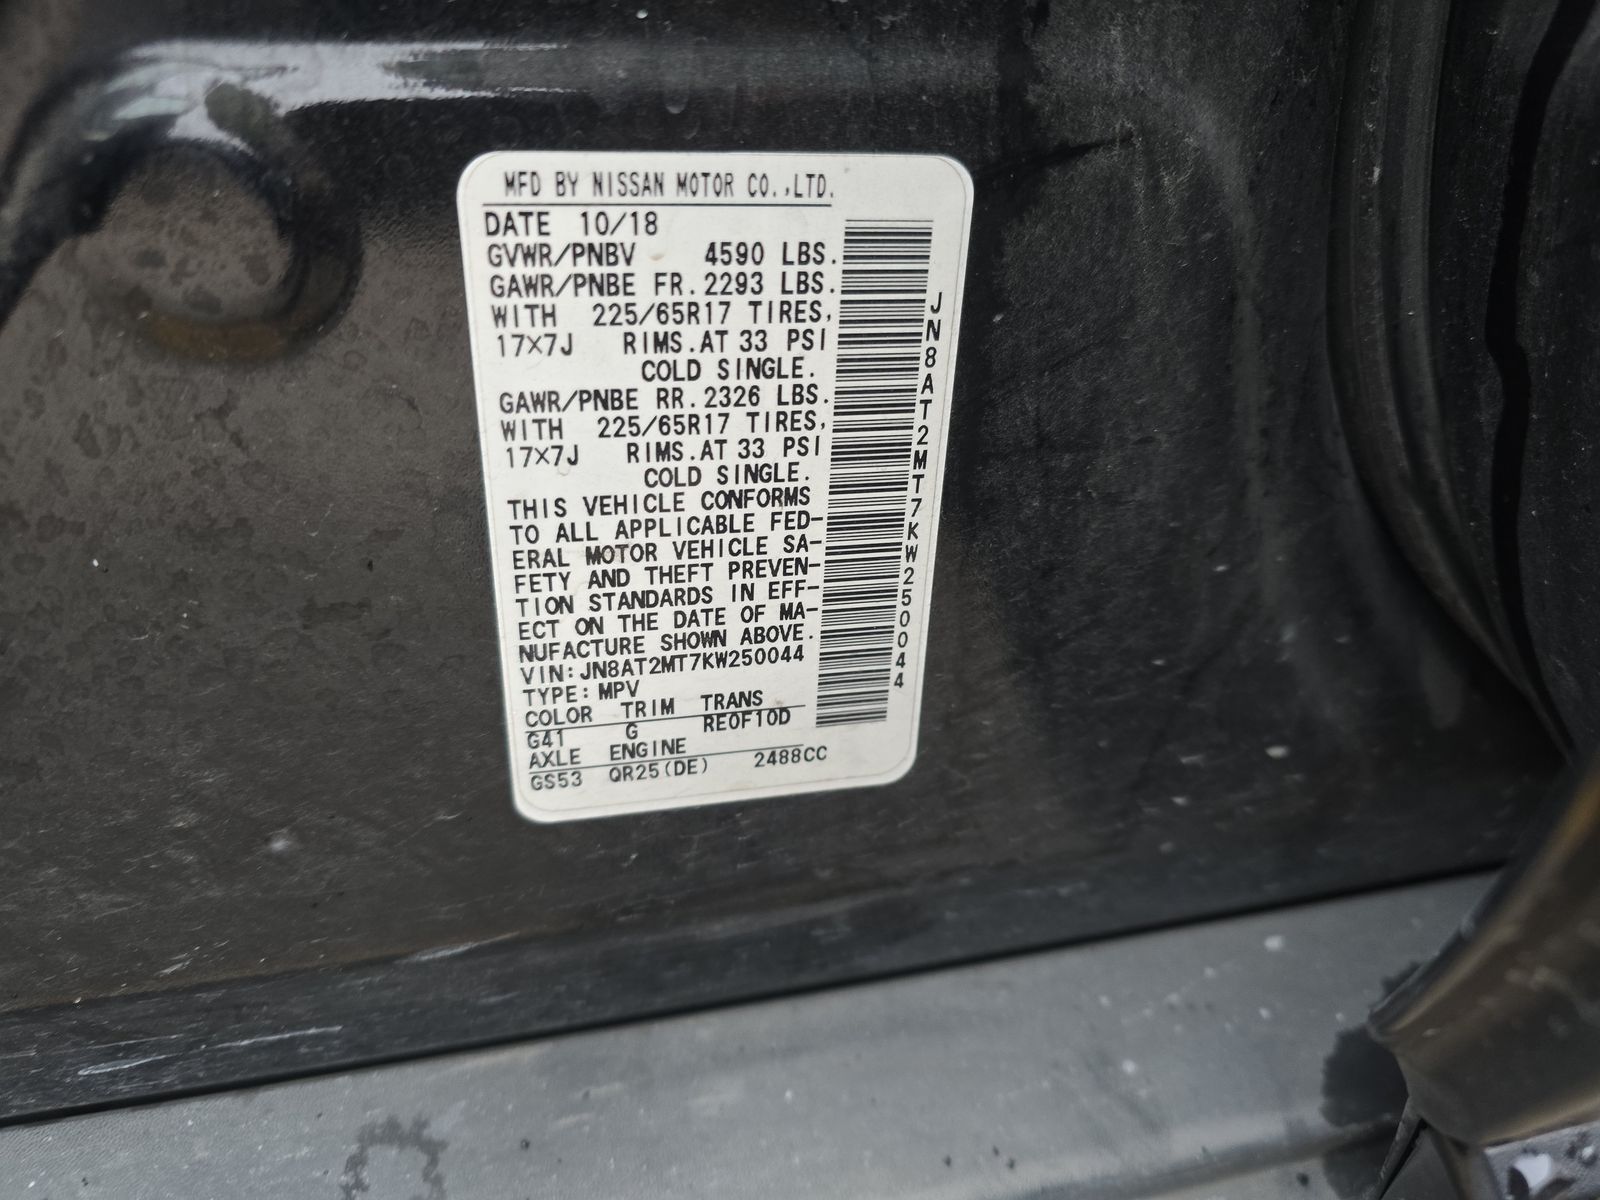 MFD BY NISSAN MOTOR CO.,LTD.
DATE 10/18
GVWR/PNBV 4590 LBS.
GAWR/PNBE FR.2293 LBS.
WITH 225/65R17 TIRES,
17X7J RIMS.AT 33 PSI
COLD SINGLE.
GAWR/PNBE RR.2326 LBS.
WITH 225/65R17 TIRES,
17X7J RIMS.AT 33 PSI
COLD SINGLE.
THIS VEHICLE CONFORMS
TO ALL APPLICABLE FED-
ERAL MOTOR VEHICLE SA-
FETY AND THEFT PREVEN-
TION STANDARDS IN EFF-
ECT ON THE DATE OF MA-
NUFACTURE SHOWN ABOVE.
VIN:JN8AT2MT7KW250044
TYPE:MPV
COLOR TRIM TRANS
G41 G RE0F10D
AXLE ENGINE
GS53 QR25(DE) 2488CC
JN8AT2MT7KW250044